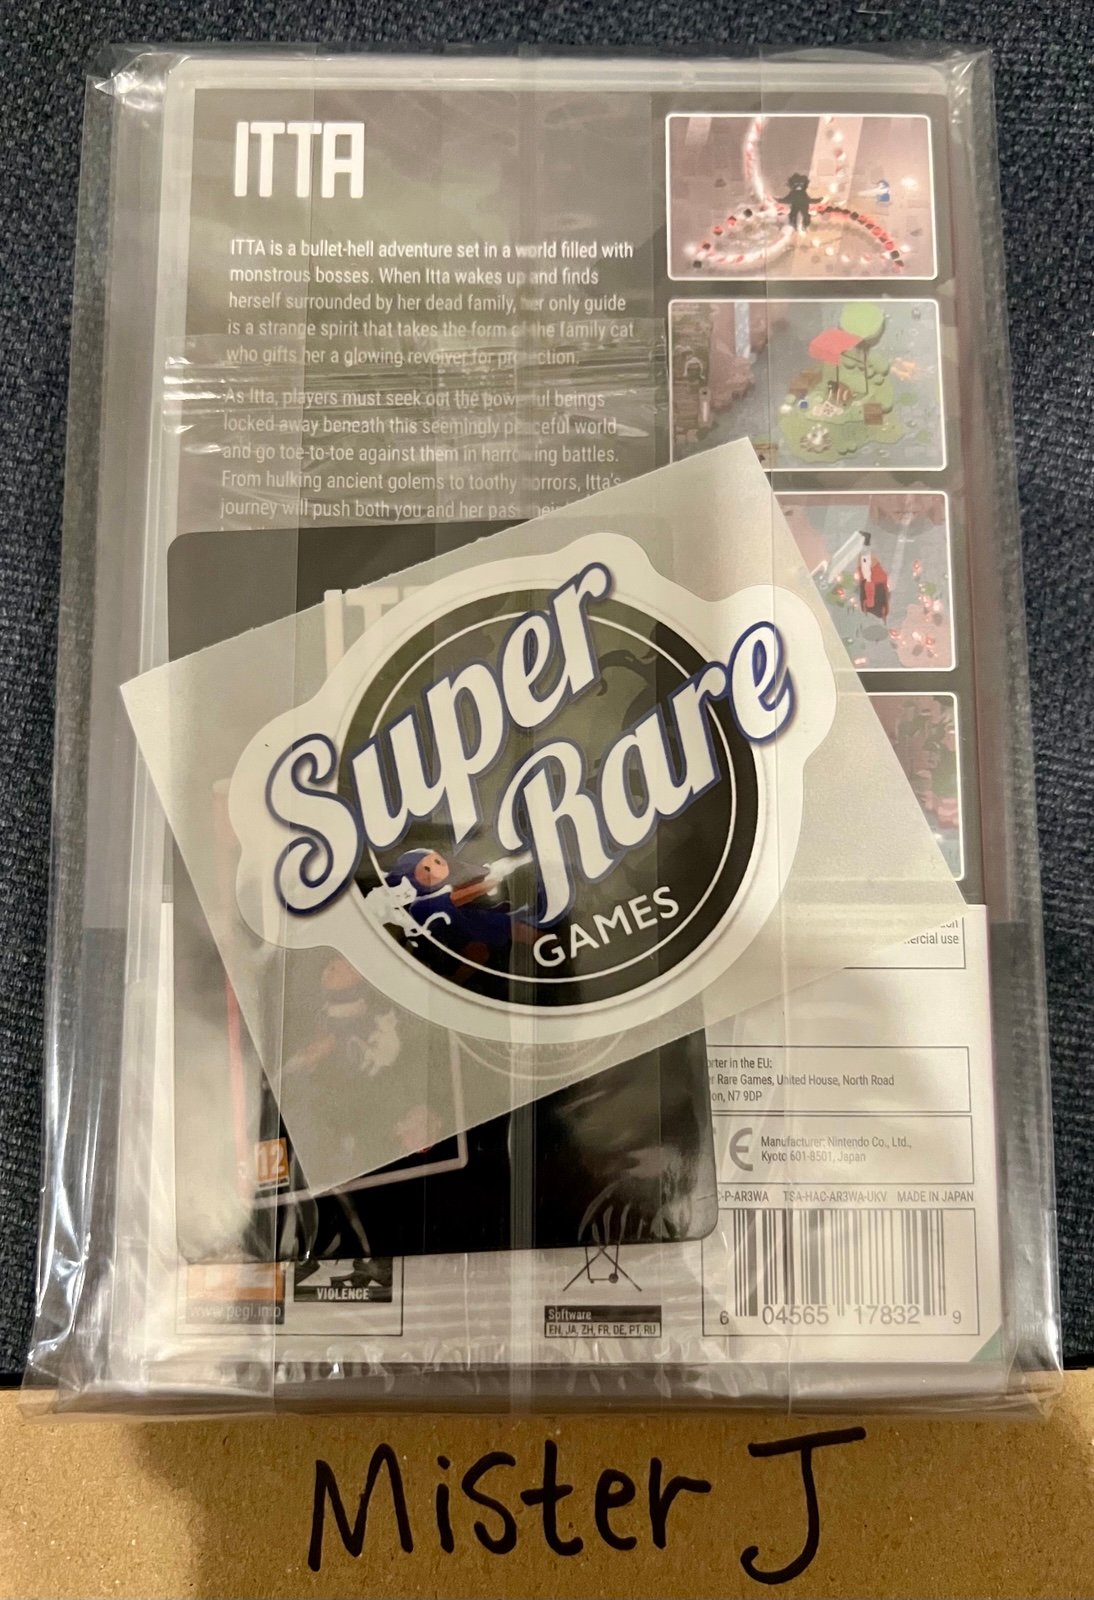 ITTA
ITTA is a bullet-hell adventure set in a world filled with
monstrous bosses. When Itta wakes up and finds
herself surrounded by her dead family, her only guide
is a strange spirit that takes the form of the family cat
who gifts her a glowing revolver for protection.
As Itta, players must seek out the powerful beings
locked away beneath this seemingly peaceful world
and go toe-to-toe against them in harrowing battles.
From hulking ancient golems to toothy horrors, Itta's
journey will push both you and her
Super
Rare
GAMES
12
use
in the EU:
Rare Games, United House, North Road
N7 9DP
CE
Manufacturer: Nintendo Co., Ltd.,
Kyoto 601-8501, Japan
-P-AR3WA TSA-HAC-AR3WA-UKV MADE IN JAPAN
www.pegi.info
VIOLENCE
Software
EN, JA, ZH, FR, DE, PT, RU
6 04565 17832 9
Mister J